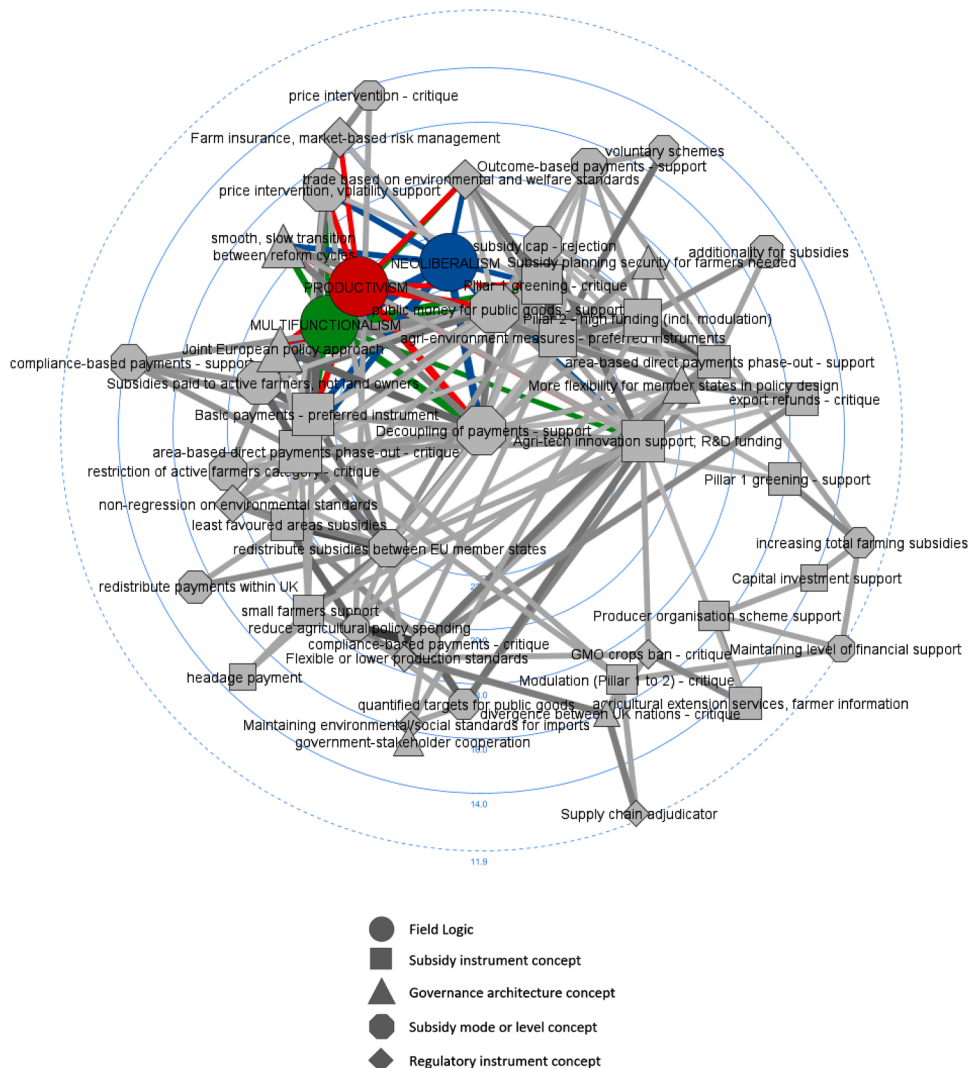 price intervention - critique
Farm insurance, market-based risk management
voluntary schemes
Outcome-based payments - support
trade based on environmental and welfare standards
price intervention, volatility support
smooth, slow transition
between reform cycles
subsidy cap - rejection
additionality for subsidies
NEOLIBERALISM
Subsidy planning security for farmers needed
PRODUCTIVISM
Pillar 1 greening - critique
public money for public goods - support
Pillar 2 - high funding (incl. modulation)
MULTIFUNCTIONALISM
agri-environment measures - preferred instruments
Joint European policy approach
compliance-based payments - support
area-based direct payments phase-out - support
Subsidies paid to active farmers, not land owners
More flexibility for member states in policy design
export refunds - critique
Basic payments - preferred instrument
Decoupling of payments - support
Agri-tech innovation support; R&D funding
area-based direct payments phase-out - critique
restriction of active farmers category - critique
Pillar 1 greening - support
non-regression on environmental standards
least favoured areas subsidies
redistribute subsidies between EU member states
increasing total farming subsidies
Capital investment support
redistribute payments within UK
small farmers support
Producer organisation scheme support
reduce agricultural policy spending
compliance-based payments - critique
Flexible or lower production standards
GMO crops ban - critique
Maintaining level of financial support
headage payment
Modulation (Pillar 1 to 2) - critique
quantified targets for public goods
agricultural extension services, farmer information
divergence between UK nations - critique
Maintaining environmental/social standards for imports
government-stakeholder cooperation
14.0
Supply chain adjudicator
11.9
Field Logic
Subsidy instrument concept
Governance architecture concept
Subsidy mode or level concept
Regulatory instrument concept